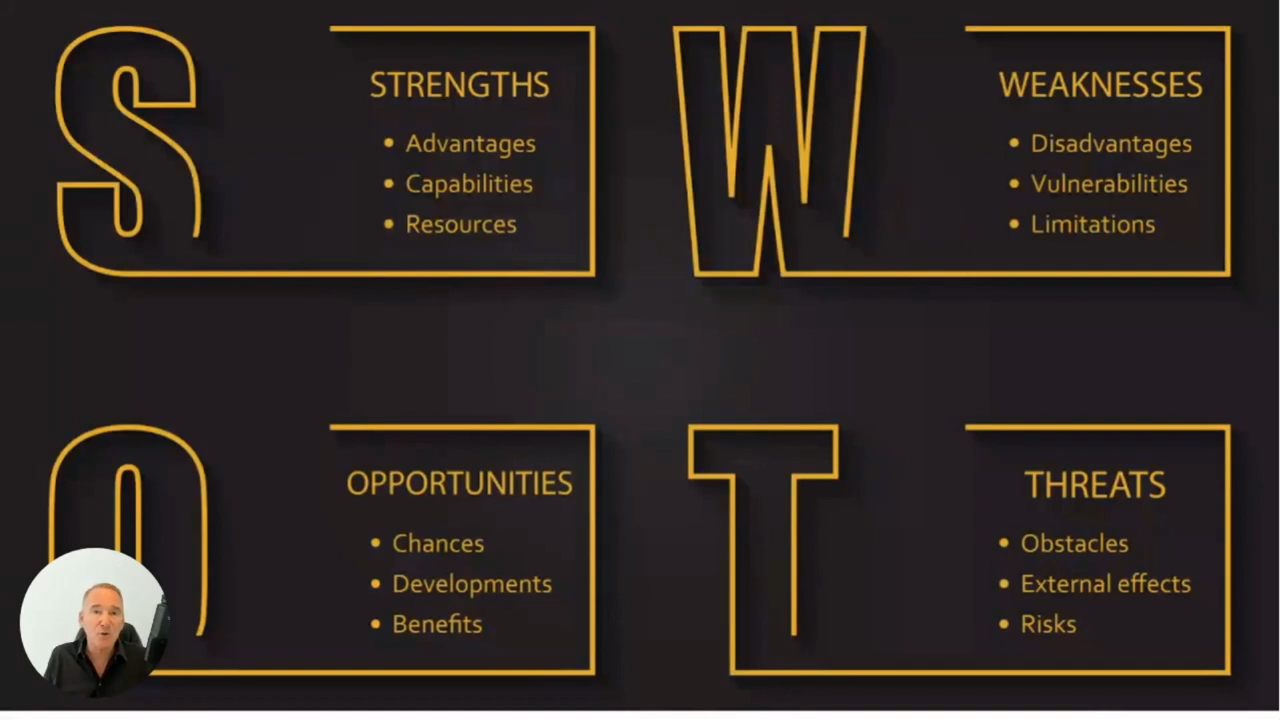 S
STRENGTHS
• Advantages
• Capabilities
• Resources
W
WEAKNESSES
• Disadvantages
• Vulnerabilities
• Limitations
O
OPPORTUNITIES
• Chances
• Developments
• Benefits
T
THREATS
• Obstacles
• External effects
• Risks